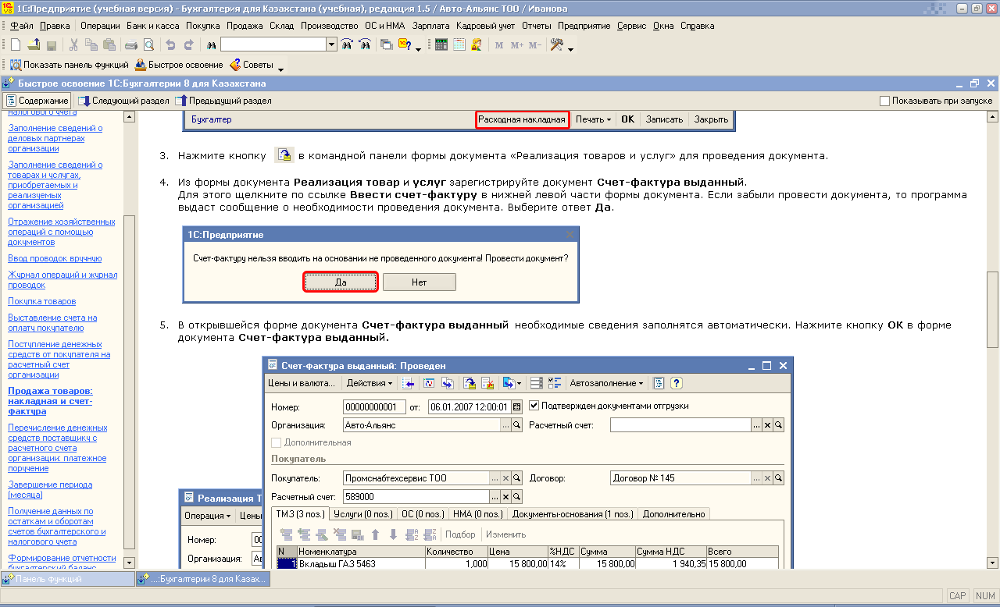 1С:Предприятие (учебная версия) - Бухгалтерия для Казахстана (учебная), редакция 1.5 / Авто-Альянс ТОО / Иванова
Файл Правка Операции Банк и касса Покупка Продажа Склад Производство ОС и НМА Зарплата Кадровый учет Отчеты Предприятие Сервис Окна Справка
M M+ M-
Показать панель функций Быстрое освоение Советы
Быстрое освоение 1С:Бухгалтерии 8 для Казахстана
Содержание Следующий раздел Предыдущий раздел Показывать при запуске
налогового учета
Заполнение сведений о
деловых партнерах
организации
Заполнение сведений о
товарах и услугах,
приобретаемых и
реализуемых
организацией
Отражение хозяйственных
операций с помощью
документов
Ввод проводок вручную
Журнал операций и журнал
проводок
Покупка товаров
Выставление счета на
оплату покупателю
Поступление денежных
средств от покупателя на
расчетный счет
организации
Продажа товаров:
накладная и счет-
фактура
Перечисление денежных
средств поставщику с
расчетного счета
организации: платежное
поручение
Завершение периода
(месяца)
Получение данных по
остаткам и оборотам
счетов бухгалтерского и
налогового учета
Формирование отчетности
бухгалтерский баланс
Бухгалтер Расходная накладная Печать OK Записать Закрыть
3. Нажмите кнопку в командной панели формы документа «Реализация товаров и услуг» для проведения документа.
4. Из формы документа Реализация товар и услуг зарегистрируйте документ Счет-фактура выданный.
Для этого щелкните по ссылке Ввести счет-фактуру в нижней левой части формы документа. Если забыли провести документа, то программа
выдаст сообщение о необходимости проведения документа. Выберите ответ Да.
1С:Предприятие
Счет-фактуру нельзя вводить на основании не проведенного документа! Провести документ?
Да Нет
5. В открывшейся форме документа Счет-фактура выданный необходимые сведения заполнятся автоматически. Нажмите кнопку ОК в форме
документа Счет-фактура выданный.
Счет-фактура выданный: Проведен
Цены и валюта... Действия Автозаполнение
Номер: 00000000001 от: 06.01.2007 12:00:01 Подтвержден документами отгрузки
Организация: Авто-Альянс Расчетный счет:
Дополнительная
Покупатель
Покупатель: Промснабтехсервис ТОО Договор: Договор № 145
Расчетный счет: 589000
ТМЗ (3 поз.) Услуги (0 поз.) ОС (0 поз.) НМА (0 поз.) Документы-основания (1 поз.) Дополнительно
Подбор Изменить
N Номенклатура Количество Цена %НДС Сумма Сумма НДС Всего
1 Вкладыш ГАЗ 5463 1,000 15 800,00 14% 15 800,00 1 940,35 15 800,00
Реализация Т
Операция Цены
Номер: 00
Организация: Ав
Панель функций ...:Бухгалтерии 8 для Казах...
CAP NUM